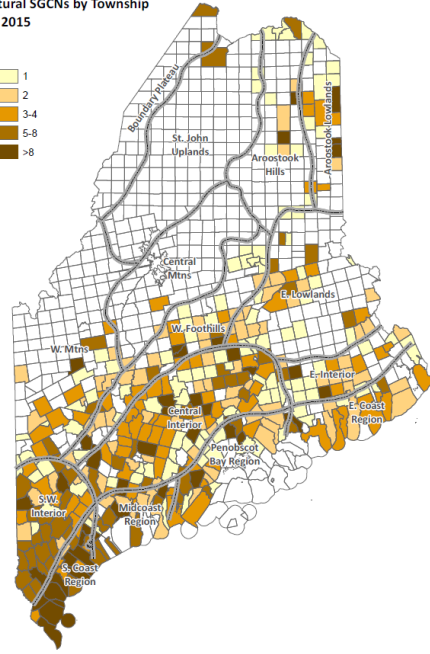 tural SGCNs by Township
2015
1
2
3-4
5-8
>8
Boundary Plateau
St. John
Uplands
Aroostook
Hills
Aroostook Lowlands
Central
Mtns
E. Lowlands
W. Foothills
W. Mtns
E. Interior
Central
Interior
E. Coast
Region
Penobscot
Bay Region
S.W.
Interior
Midcoast
Region
S. Coast
Region